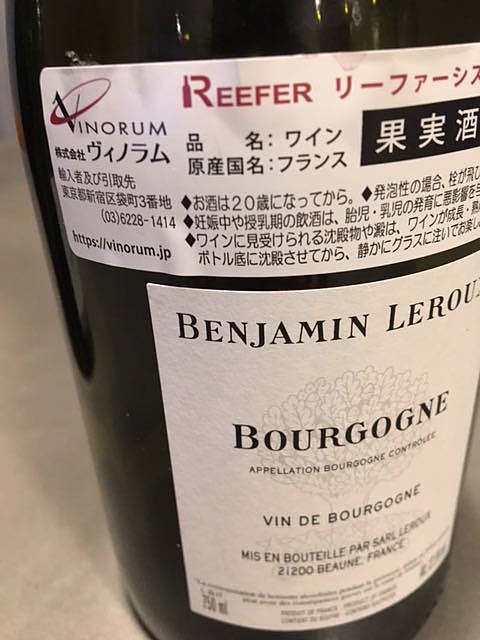 REEFER リーファーシス
VINORUM
株式会社 ヴィノラム
品 名：ワイン
原産国名：フランス
果実酒
輸入者及び引取先
東京都新宿区袋町3番地
(03)6228-1414
https://vinorum.jp
◆お酒は20歳になってから。◆発泡性の場合、栓が飛び
◆妊娠中や授乳期の飲酒は、胎児・乳児の発育に悪影響を与
◆ワインに見受けられる沈殿物や澱は、ワインが成長・熟
ボトル底に沈殿させてから、静かにグラスに注いでお楽し
BENJAMIN LEROUX
BOURGOGNE
APPELLATION BOURGOGNE CONTRÔLÉE
VIN DE BOURGOGNE
MIS EN BOUTEILLE PAR SARL LEROUX
21200 BEAUNE, FRANCE
750 ml
PRODUIT DE FRANCE